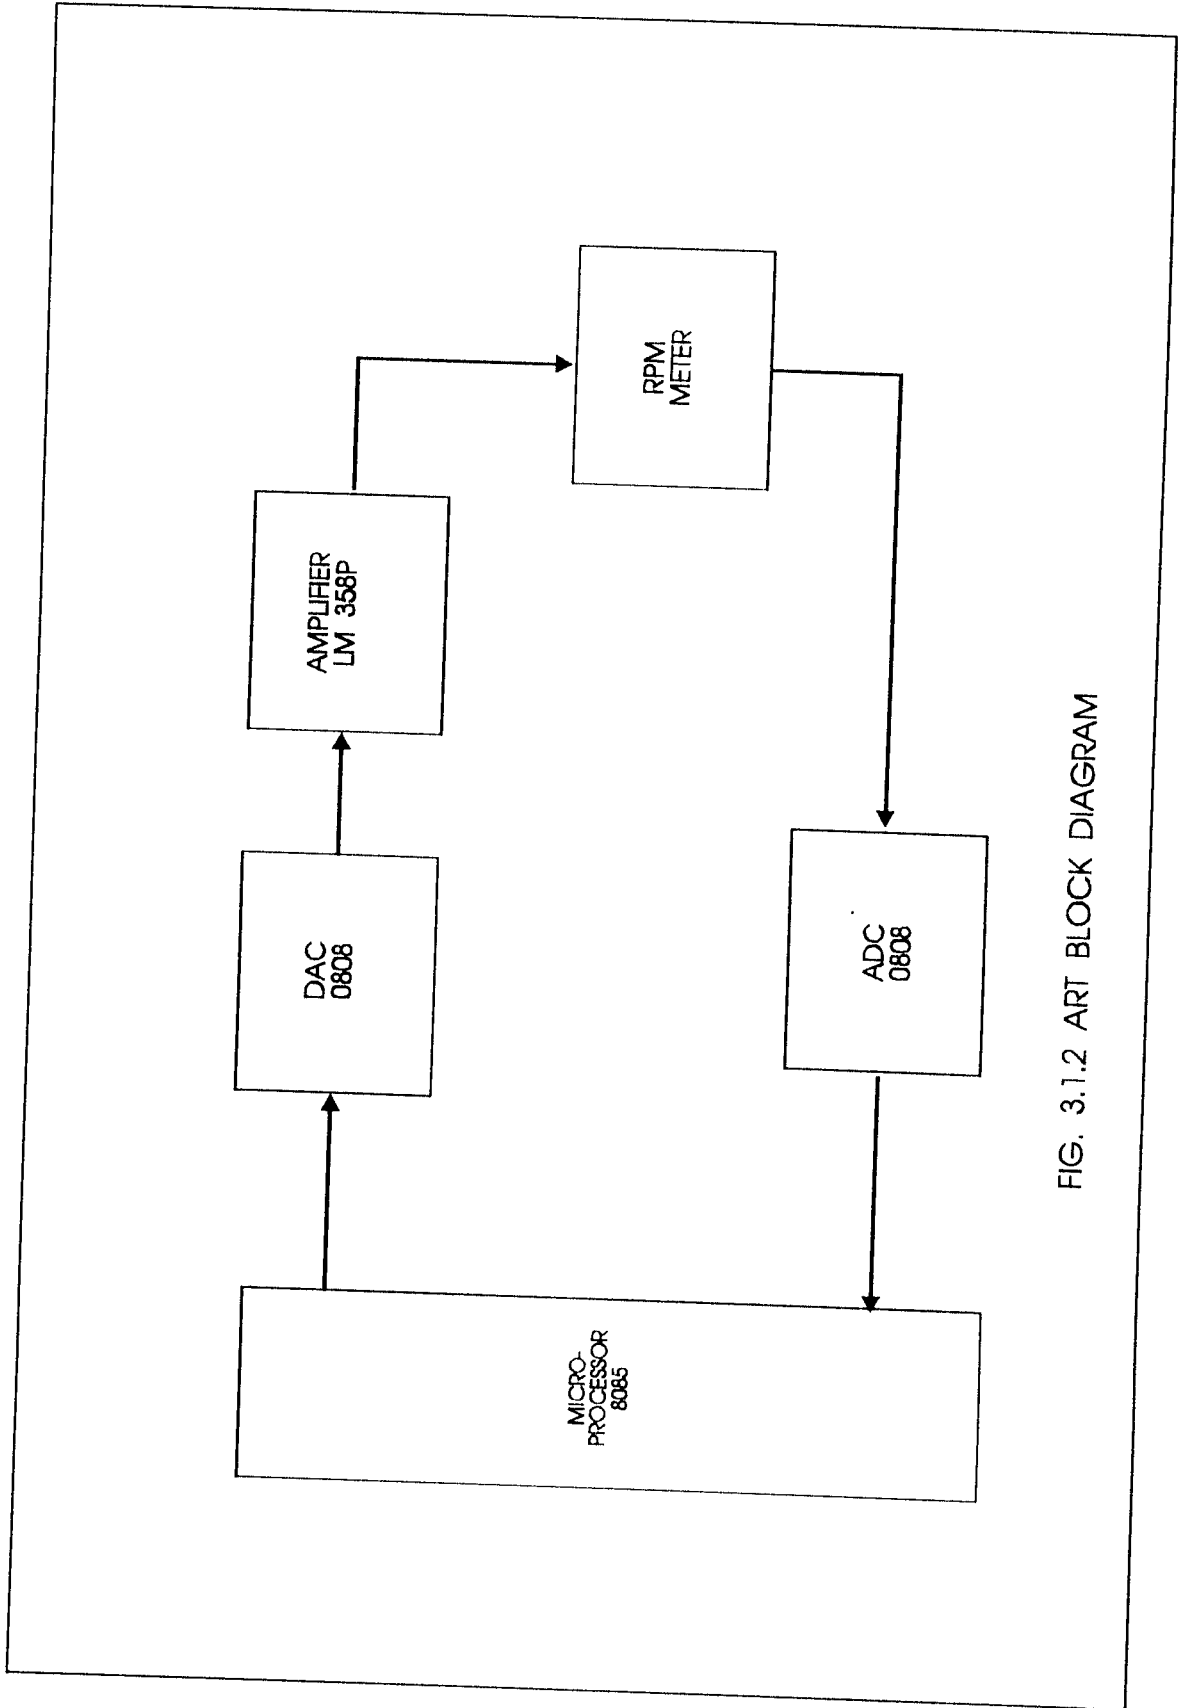 MICRO-
PROCESSOR
8085
DAC
0808
AMPLIFIER
LM 358P
RPM
METER
ADC
0808
FIG. 3.1.2 ART BLOCK DIAGRAM